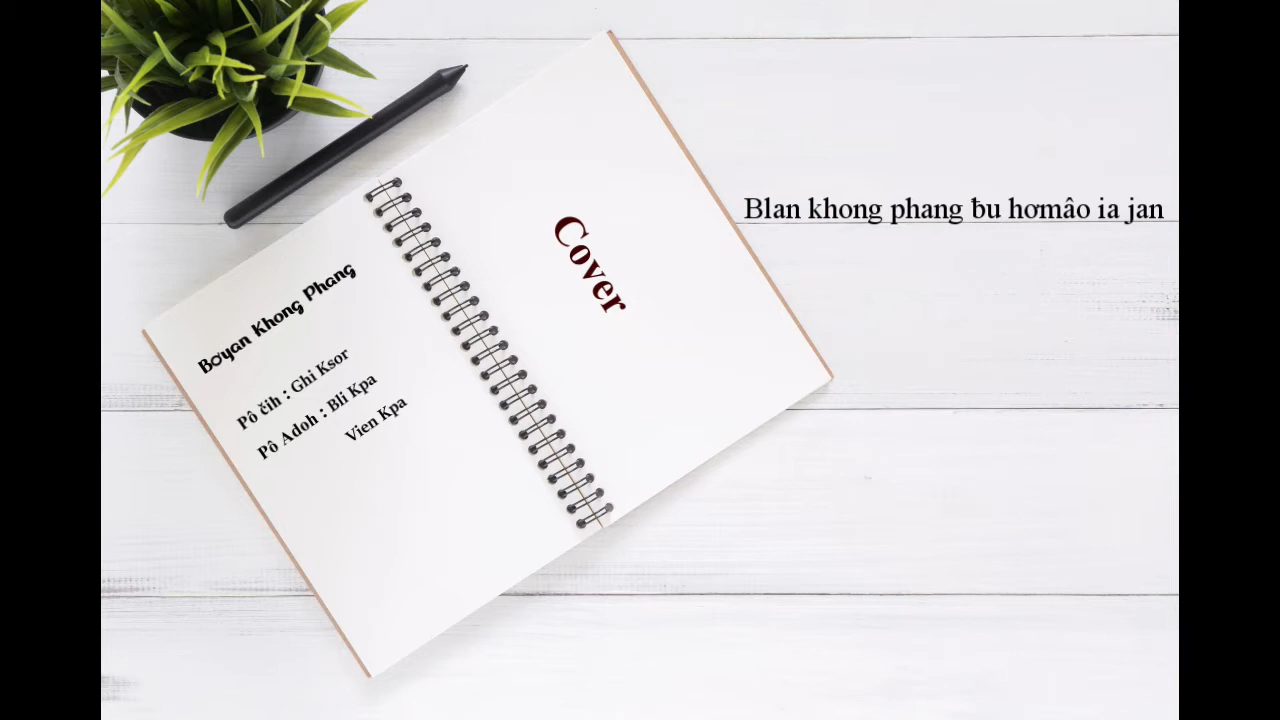 Bơyan Khong Phang
Pô čih : Ghi Ksor
Pô Adoh : Bli Kpa
Vien Kpa
Cover
Blan khong phang ƀu hơmâo ia jan